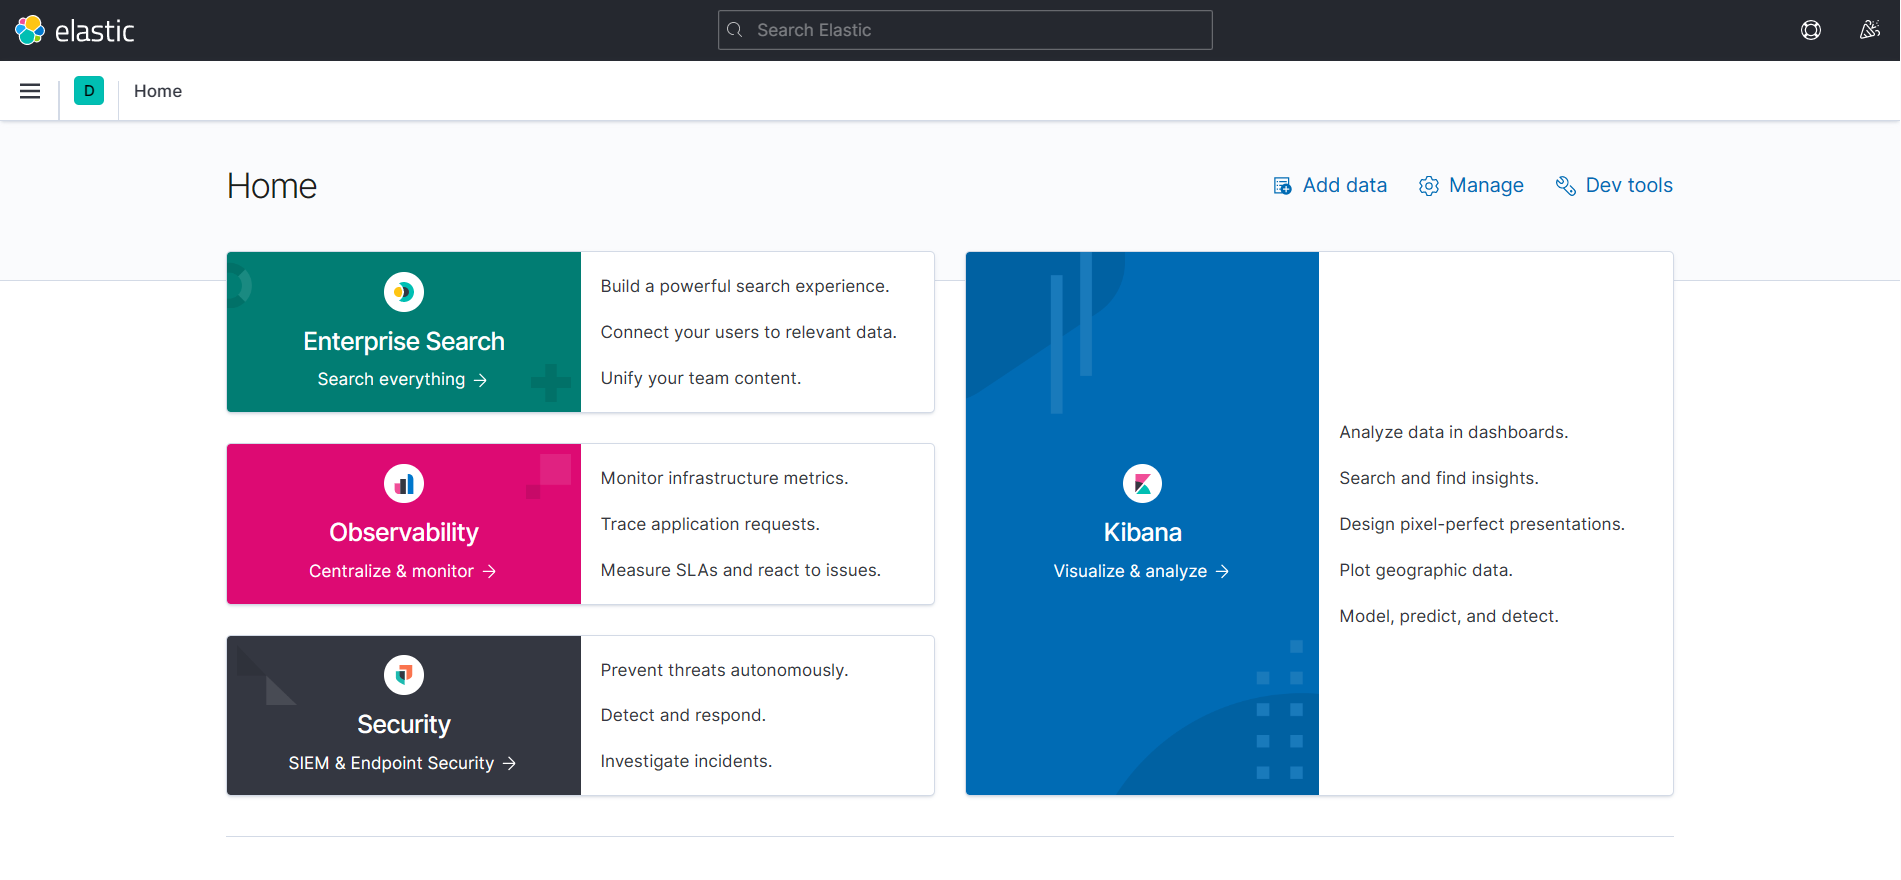 elastic
Search Elastic
D
Home
Home
Add data
Manage
Dev tools
Enterprise Search
Search everything →
Build a powerful search experience.
Connect your users to relevant data.
Unify your team content.
Observability
Centralize & monitor →
Monitor infrastructure metrics.
Trace application requests.
Measure SLAs and react to issues.
Security
SIEM & Endpoint Security →
Prevent threats autonomously.
Detect and respond.
Investigate incidents.
Kibana
Visualize & analyze →
Analyze data in dashboards.
Search and find insights.
Design pixel-perfect presentations.
Plot geographic data.
Model, predict, and detect.